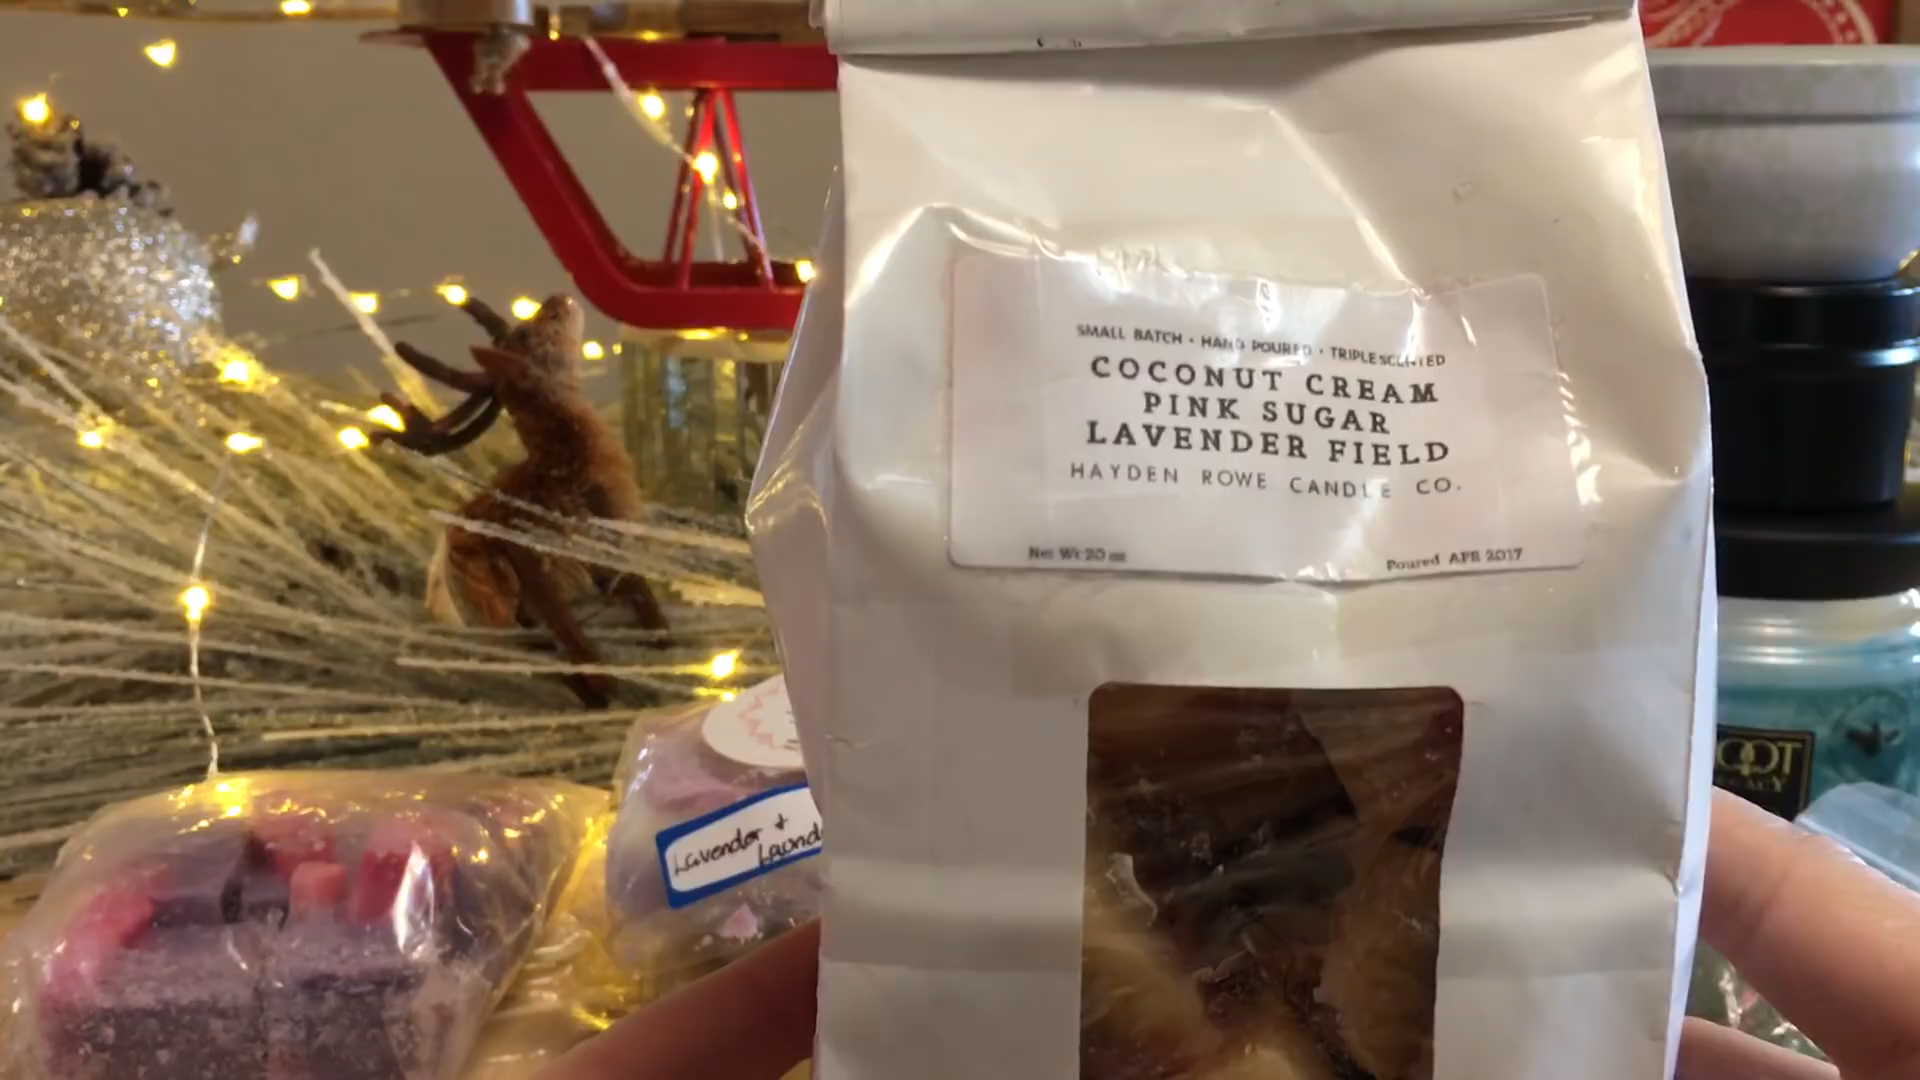 SMALL BATCH • HAND POURED • TRIPLE SCENTED
COCONUT CREAM
PINK SUGAR
LAVENDER FIELD
HAYDEN ROWE CANDLE CO.
Net Wt 20 oz
Poured APR 2017
Lavender +